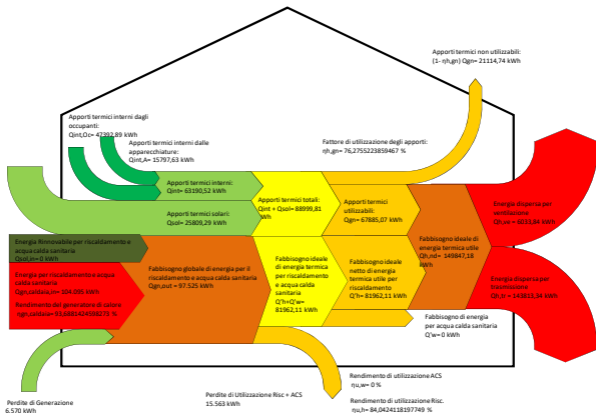 Apporti termici non utilizzabili:
(1- ηh,gn) Qgn= 21114,74 kWh
Apporti termici interni dagli
occupanti:
Qint,Oc= 47392,89 kWh
Apporti termici interni dalle
apparecchiature:
Qint,A= 15797,63 kWh
Fattore di utilizzazione degli apporti:
ηh,gn= 76,2755223859467 %
Apporti termici interni:
Qint= 63190,52 kWh
Apporti termici solari:
Qsol= 25809,29 kWh
Apporti termici totali:
Qint + Qsol= 88999,81
kWh
Apporti termici
utilizzabili:
Qgn= 67885,07 kWh
Energia dispersa per
ventilazione
Energia Rinnovabile per riscaldamento e
acqua calda sanitaria
Qsol,in= 0 kWh
Energia per riscaldamento e acqua
calda sanitaria
Rendimento del generatore di calore
Fabbisogno globale di energia per il
riscaldamento e acqua calda sanitaria
Qgn,out = 97.525 kWh
Fabbisogno ideale
di energia termica
per riscaldamento
e acqua calda
sanitaria
Q'h+Q'w=
81962,11 kWh
Fabbisogno ideale
netto di energia
termica utile per
riscaldamento
Q'h= 81962,11 kWh
Fabbisogno ideale di
energia termica utile
Qh,nd= 149847,18
kWh
Energia dispersa per
trasmissione
Fabbisogno di energia
per acqua calda sanitaria
Q'w= 0 kWh
Perdite di Generazione
6.570 kWh
Perdite di Utilizzazione Risc + ACS
15.563 kWh
Rendimento di utilizzazione ACS
ηu,w= 0 %
Rendimento di utilizzazione Risc.
ηu,h= 84,0424118197749 %